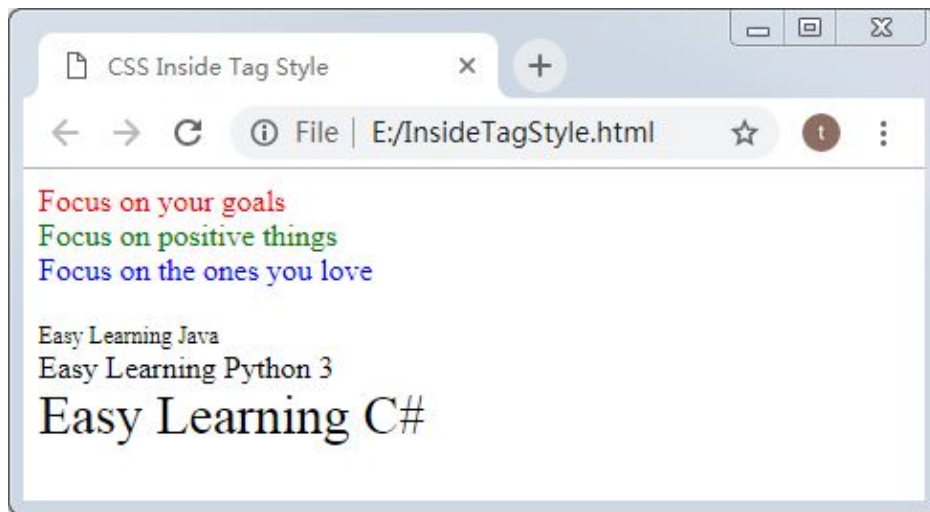 CSS Inside Tag Style
File | E:/InsideTagStyle.html
t
Focus on your goals
Focus on positive things
Focus on the ones you love
Easy Learning Java
Easy Learning Python 3
Easy Learning C#